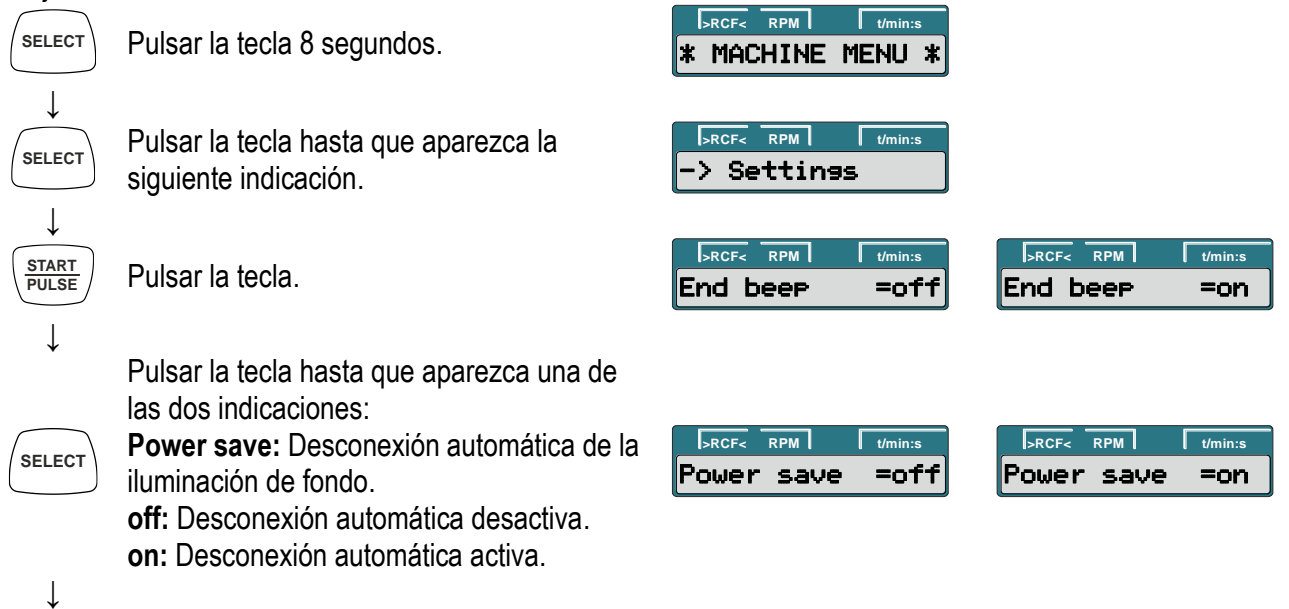 SELECT
Pulsar la tecla 8 segundos.
>RCF< RPM t/min:s
* MACHINE MENU *
↓
SELECT
Pulsar la tecla hasta que aparezca la
siguiente indicación.
>RCF< RPM t/min:s
-> Settings
↓
START
PULSE
Pulsar la tecla.
>RCF< RPM t/min:s
End beep =off
>RCF< RPM t/min:s
End beep =on
↓
SELECT
Pulsar la tecla hasta que aparezca una de
las dos indicaciones:
Power save: Desconexión automática de la
iluminación de fondo.
off: Desconexión automática desactiva.
on: Desconexión automática activa.
>RCF< RPM t/min:s
Power save =off
>RCF< RPM t/min:s
Power save =on
↓